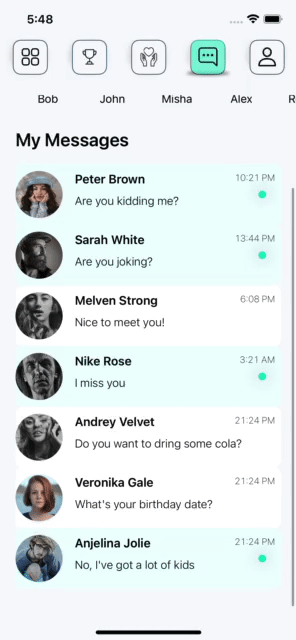 5:48
Bob John Misha Alex R
My Messages
Peter Brown 10:21 PM
Are you kidding me?
Sarah White 13:44 PM
Are you joking?
Melven Strong 6:08 PM
Nice to meet you!
Nike Rose 3:21 AM
I miss you
Andrey Velvet 21:24 PM
Do you want to dring some cola?
Veronika Gale 21:24 PM
What's your birthday date?
Anjelina Jolie 21:24 PM
No, I've got a lot of kids